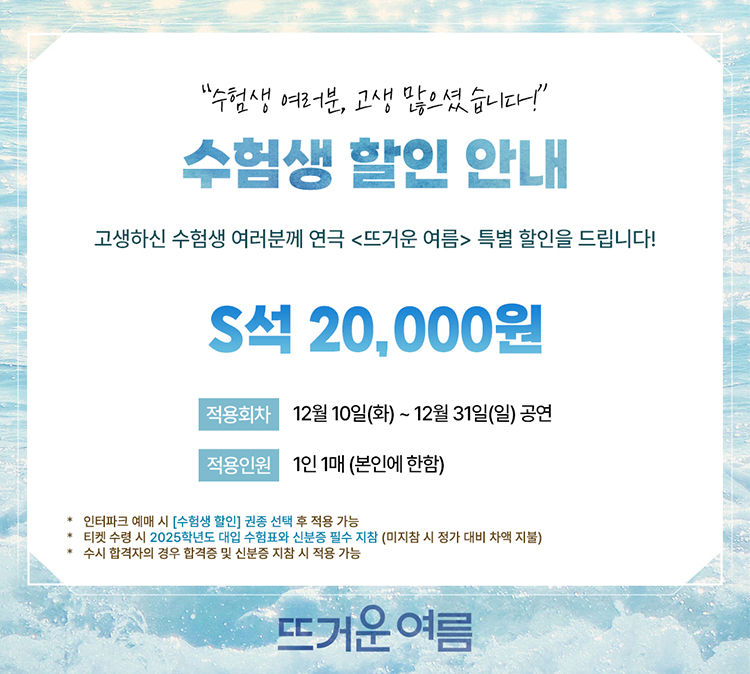 “수험생 여러분, 고생 많으셨습니다!”
수험생 할인 안내
고생하신 수험생 여러분께 연극 <뜨거운 여름> 특별 할인을 드립니다!
S석 20,000원
적용회차 12월 10일(화) ~ 12월 31일(일) 공연
적용인원 1인 1매 (본인에 한함)
* 인터파크 예매 시 [수험생 할인] 권종 선택 후 적용 가능
* 티켓 수령 시 2025학년도 대입 수험표와 신분증 필수 지참 (미지참 시 정가 대비 차액 지불)
* 수시 합격자의 경우 합격증 및 신분증 지참 시 적용 가능
뜨거운 여름